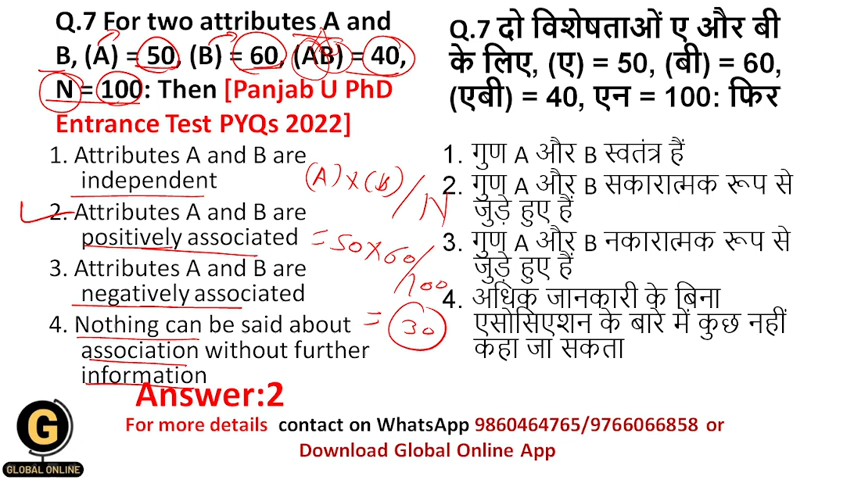 Q.7 For two attributes A and
B, (A) = 50, (B) = 60, (AB) = 40,
N = 100: Then [Panjab U PhD
Entrance Test PYQs 2022]
1. Attributes A and B are
independent
2. Attributes A and B are
positively associated
3. Attributes A and B are
negatively associated
4. Nothing can be said about
association without further
information
(A) × (B) / N
= 50 × 60 / 100
= 30
Q.7 दो विशेषताओं ए और बी
के लिए, (ए) = 50, (बी) = 60,
(एबी) = 40, एन = 100: फिर
1. गुण A और B स्वतंत्र हैं
2. गुण A और B सकारात्मक रूप से
जुड़े हुए हैं
3. गुण A और B नकारात्मक रूप से
जुड़े हुए हैं
4. अधिक जानकारी के बिना
एसोसिएशन के बारे में कुछ नहीं
कहा जा सकता
Answer:2
For more details contact on WhatsApp 9860464765/9766066858 or
Download Global Online App
G
GLOBAL ONLINE